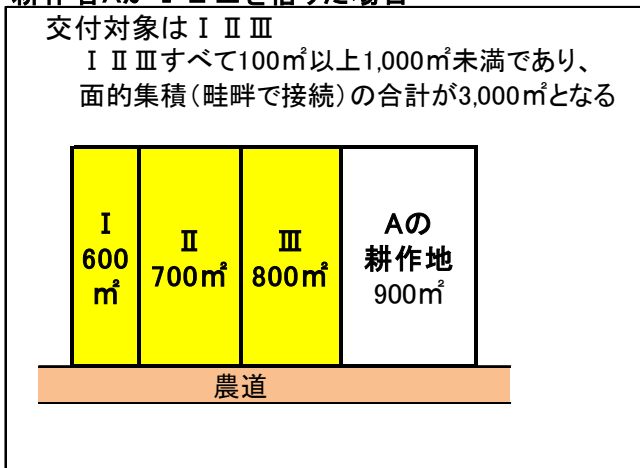 交付対象はⅠⅡⅢ
ⅠⅡⅢすべて100㎡以上1,000㎡未満であり、
面的集積(畦畔で接続)の合計が3,000㎡となる
Ⅰ
600
㎡
Ⅱ
700㎡
Ⅲ
800㎡
Aの
耕作地
900㎡
農道